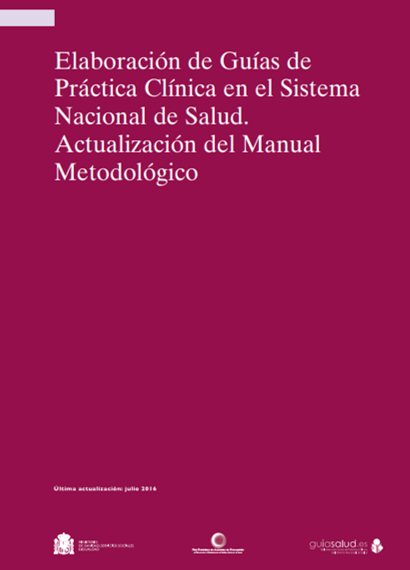 Elaboración de Guías de
Práctica Clínica en el Sistema
Nacional de Salud.
Actualización del Manual
Metodológico
Última actualización: julio 2016
guíasalud.es